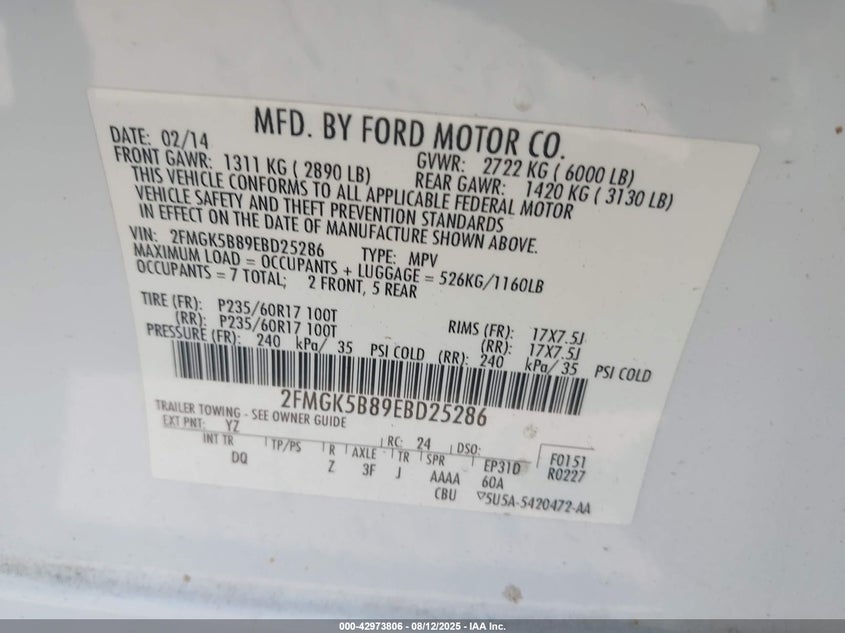 MFD. BY FORD MOTOR CO.
DATE: 02/14 GVWR: 2722 KG ( 6000 LB)
FRONT GAWR: 1311 KG ( 2890 LB) REAR GAWR: 1420 KG ( 3130 LB)
THIS VEHICLE CONFORMS TO ALL APPLICABLE FEDERAL MOTOR
VEHICLE SAFETY AND THEFT PREVENTION STANDARDS
IN EFFECT ON THE DATE OF MANUFACTURE SHOWN ABOVE.
VIN: 2FMGK5B89EBD25286 TYPE: MPV
MAXIMUM LOAD = OCCUPANTS + LUGGAGE = 526KG/1160LB
OCCUPANTS = 7 TOTAL; 2 FRONT, 5 REAR
TIRE (FR): P235/60R17 100T RIMS (FR): 17X7.5J
(RR): P235/60R17 100T (RR): 17X7.5J
PRESSURE (FR): 240 kPa/ 35 PSI COLD (RR): 240 kPa/ 35 PSI COLD
2FMGK5B89EBD25286
TRAILER TOWING - SEE OWNER GUIDE
EXT PNT: YZ RC: 24 DSO: F0151
INT TR TP/PS R AXLE TR SPR EP31D R0227
DQ Z 3F J AAAA 60A
CBU 5U5A-5420472-AA
000-42973806 - 08/12/2025 - IAA Inc.